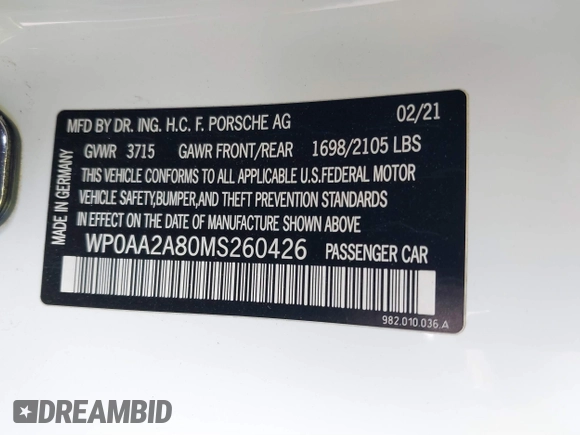 MFD BY DR. ING. H.C. F. PORSCHE AG 02/21
GVWR 3715 GAWR FRONT/REAR 1698/2105 LBS
THIS VEHICLE CONFORMS TO ALL APPLICABLE U.S.FEDERAL MOTOR
VEHICLE SAFETY,BUMPER,AND THEFT PREVENTION STANDARDS
IN EFFECT ON THE DATE OF MANUFACTURE SHOWN ABOVE.
WP0AA2A80MS260426 PASSENGER CAR
MADE IN GERMANY
982.010.036.A
DREAMBID